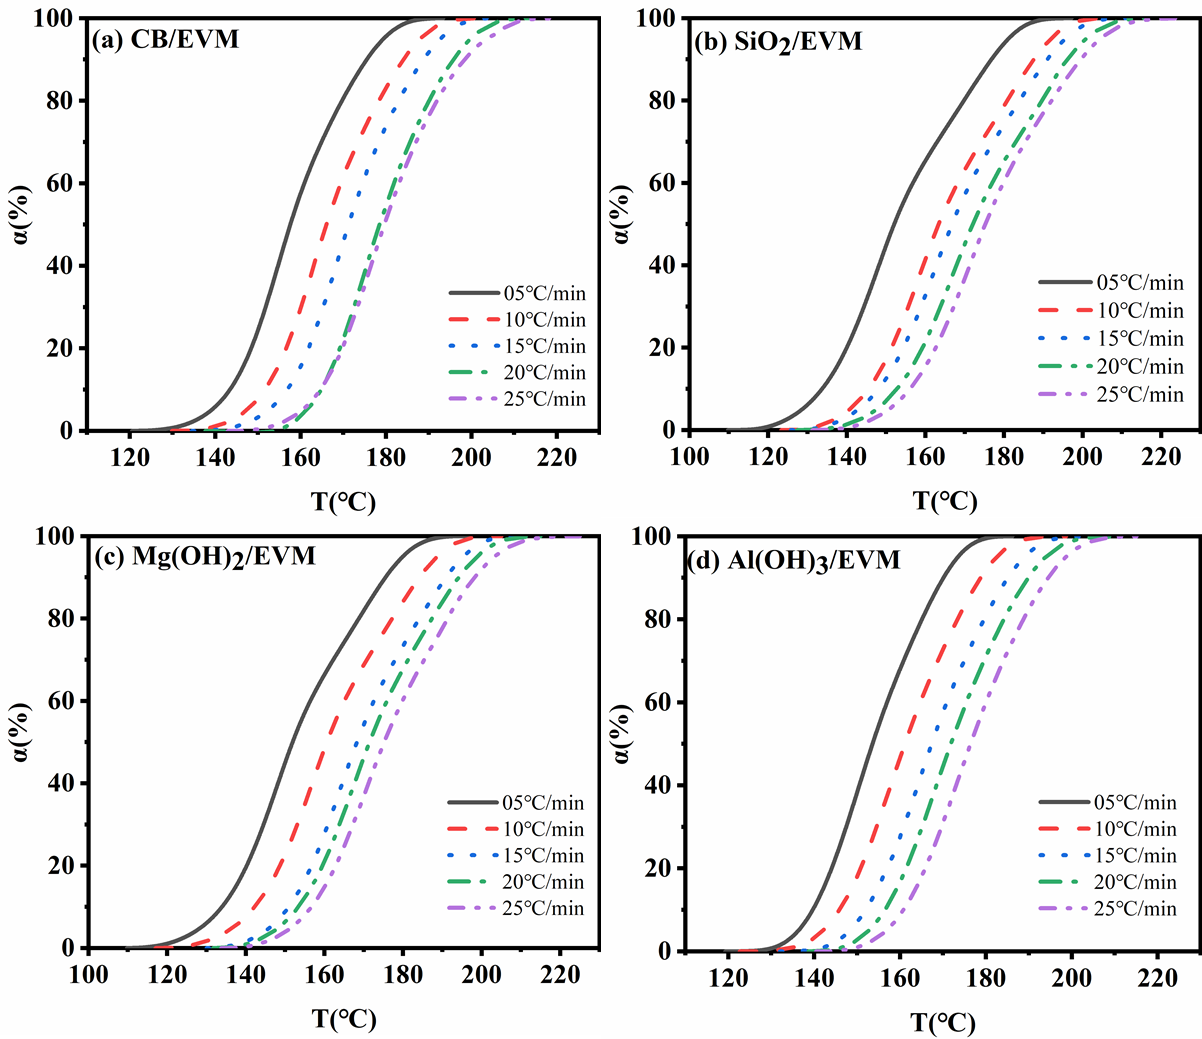 (a) CB/EVM
α(%)
100
80
60
40
20
0
05℃/min
10℃/min
15℃/min
20℃/min
25℃/min
120 140 160 180 200 220
T(℃)
(b) SiO2/EVM
α(%)
100
80
60
40
20
0
05℃/min
10℃/min
15℃/min
20℃/min
25℃/min
100 120 140 160 180 200 220
T(℃)
(c) Mg(OH)2/EVM
α(%)
100
80
60
40
20
0
05℃/min
10℃/min
15℃/min
20℃/min
25℃/min
100 120 140 160 180 200 220
T(℃)
(d) Al(OH)3/EVM
α(%)
100
80
60
40
20
0
05℃/min
10℃/min
15℃/min
20℃/min
25℃/min
120 140 160 180 200 220
T(℃)